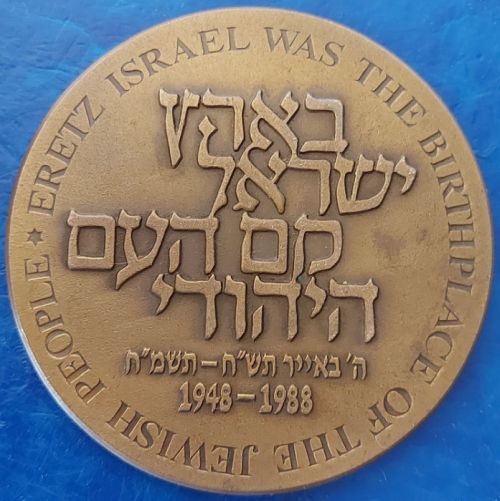 ★ ERETZ ISRAEL WAS THE BIRTHPLACE OF THE JEWISH PEOPLE
בארץ
ישראל
קם העם
היהודי
ה' באייר תש"ח – תשמ"ח
1948 – 1988